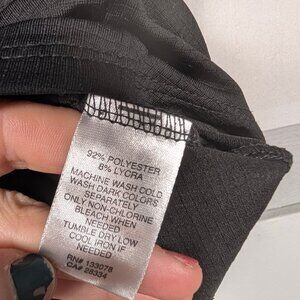 92% POLYESTER
8% LYCRA
MACHINE WASH COLD
WASH DARK COLORS
SEPARATELY
ONLY NON-CHLORINE
BLEACH WHEN
NEEDED
TUMBLE DRY LOW
COOL IRON IF
NEEDED
RN# 133078
CA# 28334